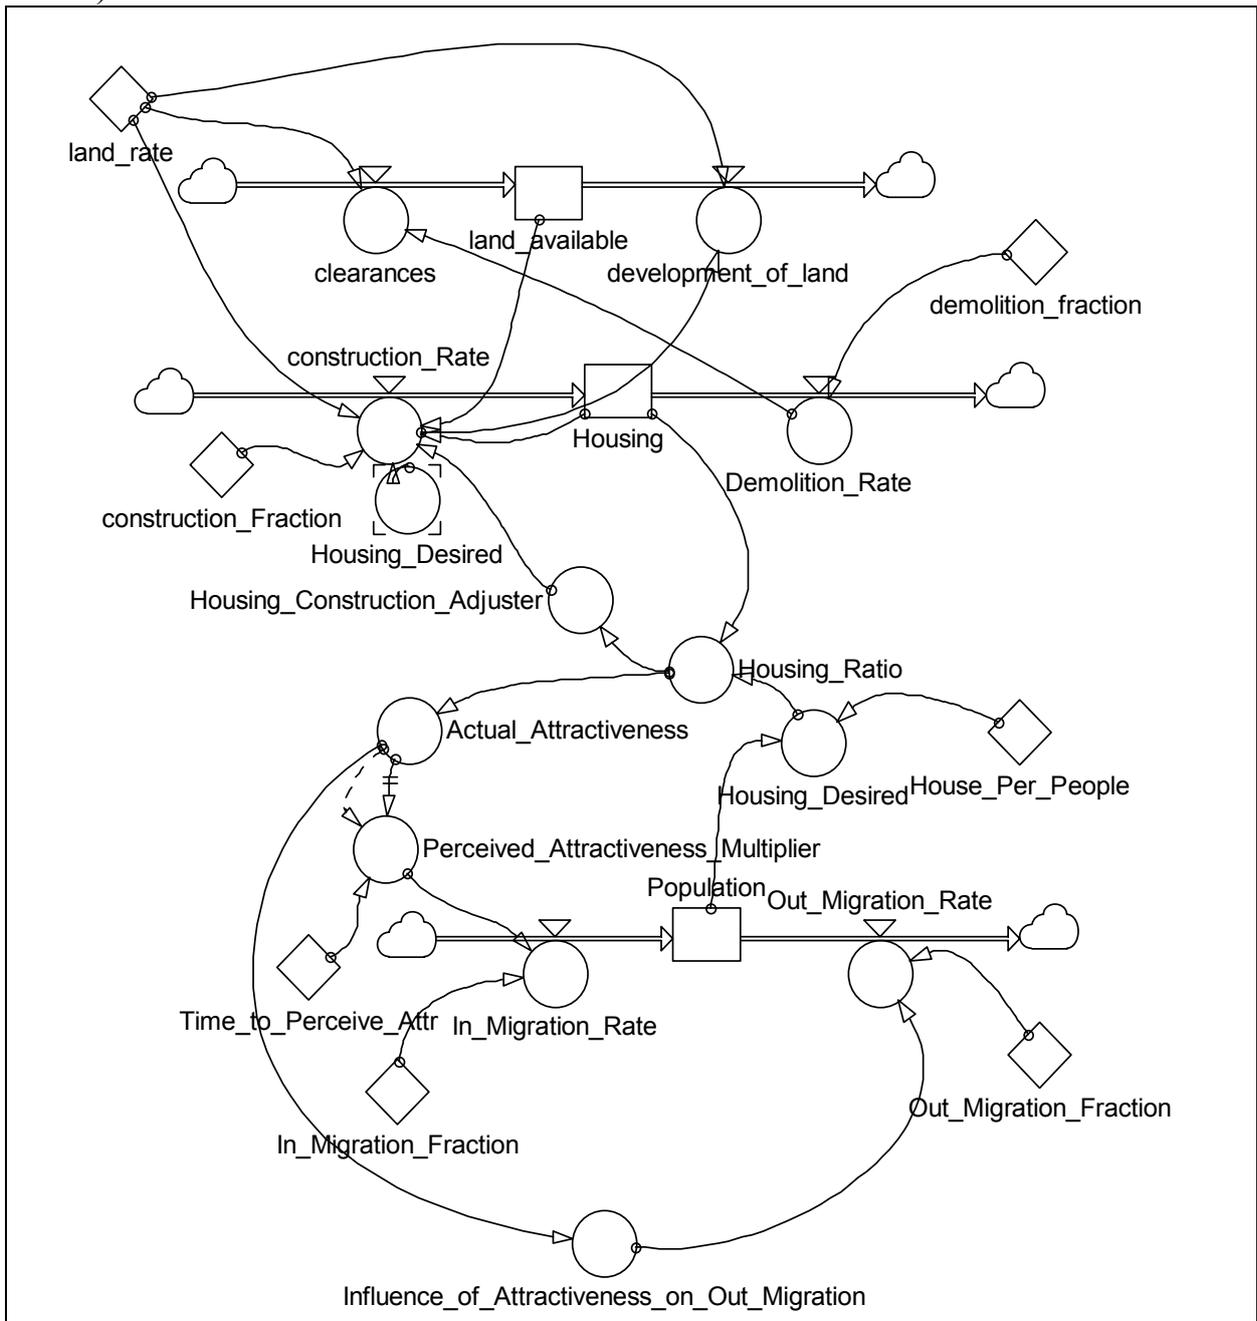 land_rate
land_available
clearances
development_of_land
demolition_fraction
construction_Rate
Housing
Demolition_Rate
construction_Fraction
Housing_Desired
Housing_Construction_Adjuster
Housing_Ratio
Actual_Attractiveness
House_Per_People
Housing_Desired
Perceived_Attractiveness_Multiplier
Population
Out_Migration_Rate
Time_to_Perceive_Attr
In_Migration_Rate
Out_Migration_Fraction
In_Migration_Fraction
Influence_of_Attractiveness_on_Out_Migration